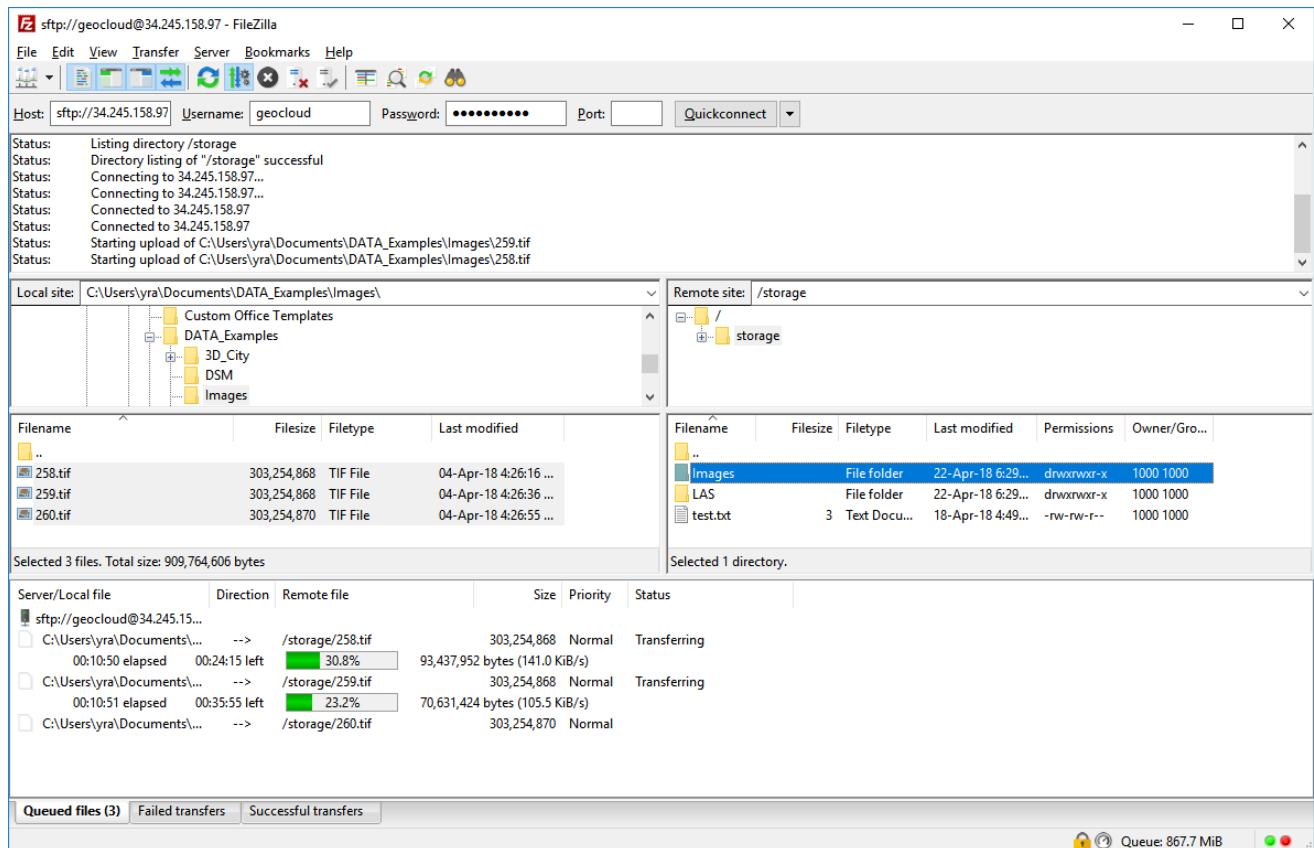 sftp://geocloud@34.245.158.97 - FileZilla
File Edit View Transfer Server Bookmarks Help
Host: sftp://34.245.158.97 Username: geocloud Password: ●●●●●●●●●● Port: Quickconnect
Status: Listing directory /storage
Status: Directory listing of "/storage" successful
Status: Connecting to 34.245.158.97...
Status: Connecting to 34.245.158.97...
Status: Connected to 34.245.158.97
Status: Connected to 34.245.158.97
Status: Starting upload of C:\Users\yra\Documents\DATA_Examples\Images\259.tif
Status: Starting upload of C:\Users\yra\Documents\DATA_Examples\Images\258.tif
Local site: C:\Users\yra\Documents\DATA_Examples\Images\
Custom Office Templates
DATA_Examples
3D_City
DSM
Images
Remote site: /storage
/
storage
Filename Filesize Filetype Last modified
..
258.tif 303,254,868 TIF File 04-Apr-18 4:26:16 ...
259.tif 303,254,868 TIF File 04-Apr-18 4:26:36 ...
260.tif 303,254,870 TIF File 04-Apr-18 4:26:55 ...
Selected 3 files. Total size: 909,764,606 bytes
Filename Filesize Filetype Last modified Permissions Owner/Gro...
..
Images File folder 22-Apr-18 6:29... drwxrwxr-x 1000 1000
LAS File folder 22-Apr-18 6:29... drwxrwxr-x 1000 1000
test.txt 3 Text Docu... 18-Apr-18 4:49... -rw-rw-r-- 1000 1000
Selected 1 directory.
Server/Local file Direction Remote file Size Priority Status
sftp://geocloud@34.245.15...
C:\Users\yra\Documents\... --> /storage/258.tif 303,254,868 Normal Transferring
00:10:50 elapsed 00:24:15 left 30.8% 93,437,952 bytes (141.0 KiB/s)
C:\Users\yra\Documents\... --> /storage/259.tif 303,254,868 Normal Transferring
00:10:51 elapsed 00:35:55 left 23.2% 70,631,424 bytes (105.5 KiB/s)
C:\Users\yra\Documents\... --> /storage/260.tif 303,254,870 Normal
Queued files (3) Failed transfers Successful transfers
Queue: 867.7 MiB